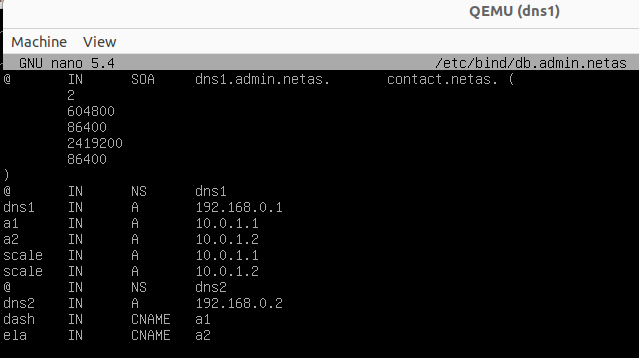 QEMU (dns1)
Machine View
GNU nano 5.4 /etc/bind/db.admin.netas
@ IN SOA dns1.admin.netas. contact.netas. (
2
604800
86400
2419200
86400
)
@ IN NS dns1
dns1 IN A 192.168.0.1
a1 IN A 10.0.1.1
a2 IN A 10.0.1.2
scale IN A 10.0.1.1
scale IN A 10.0.1.2
@ IN NS dns2
dns2 IN A 192.168.0.2
dash IN CNAME a1
ela IN CNAME a2